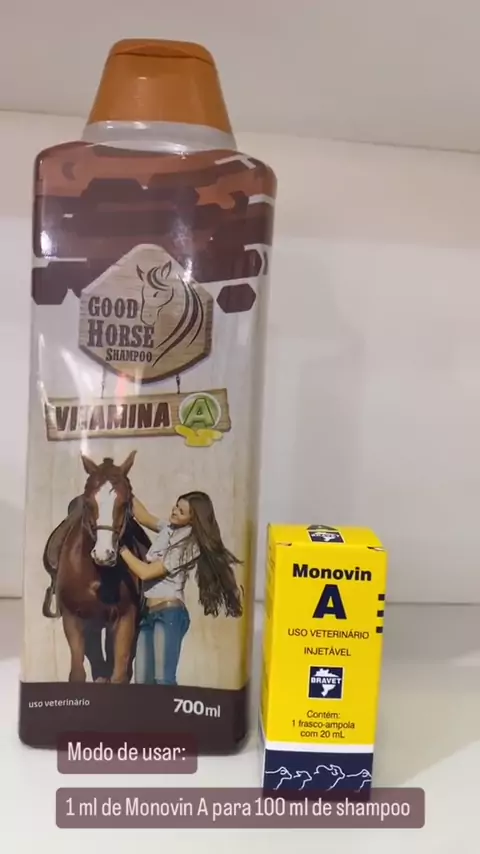 GOOD
HORSE
SHAMPOO
VITAMINA A
uso veterinário
700ml
Monovin
A
USO VETERINÁRIO
INJETÁVEL
BRAVET
Contém:
1 frasco-ampola
com 20 mL
Modo de usar:
1 ml de Monovin A para 100 ml de shampoo